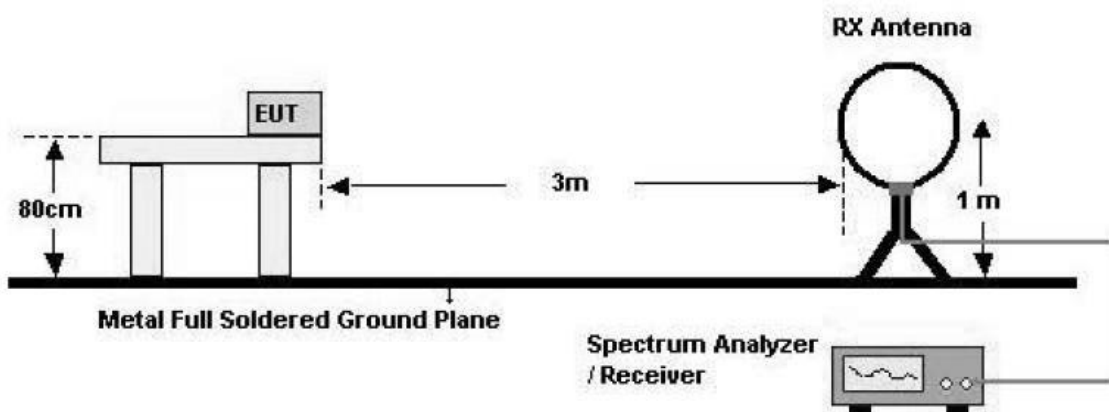 RX Antenna
EUT
3m
80cm
1 m
Metal Full Soldered Ground Plane
Spectrum Analyzer
/ Receiver